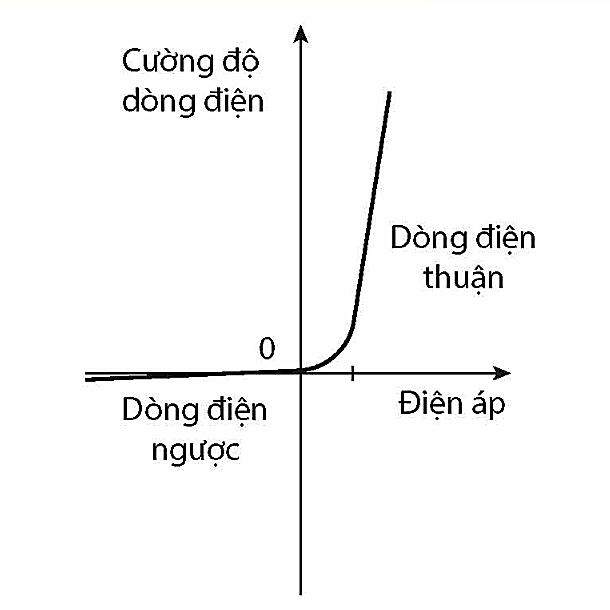 Cường độ
dòng điện
Dòng điện
thuận
0
Điện áp
Dòng điện
ngược